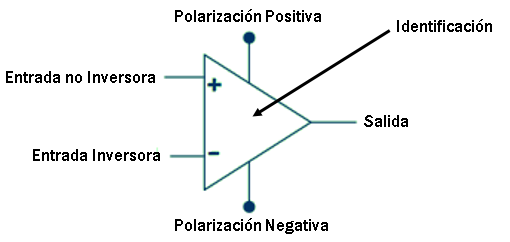 Polarización Positiva
Identificación
Entrada no Inversora
+
Salida
Entrada Inversora
-
Polarización Negativa